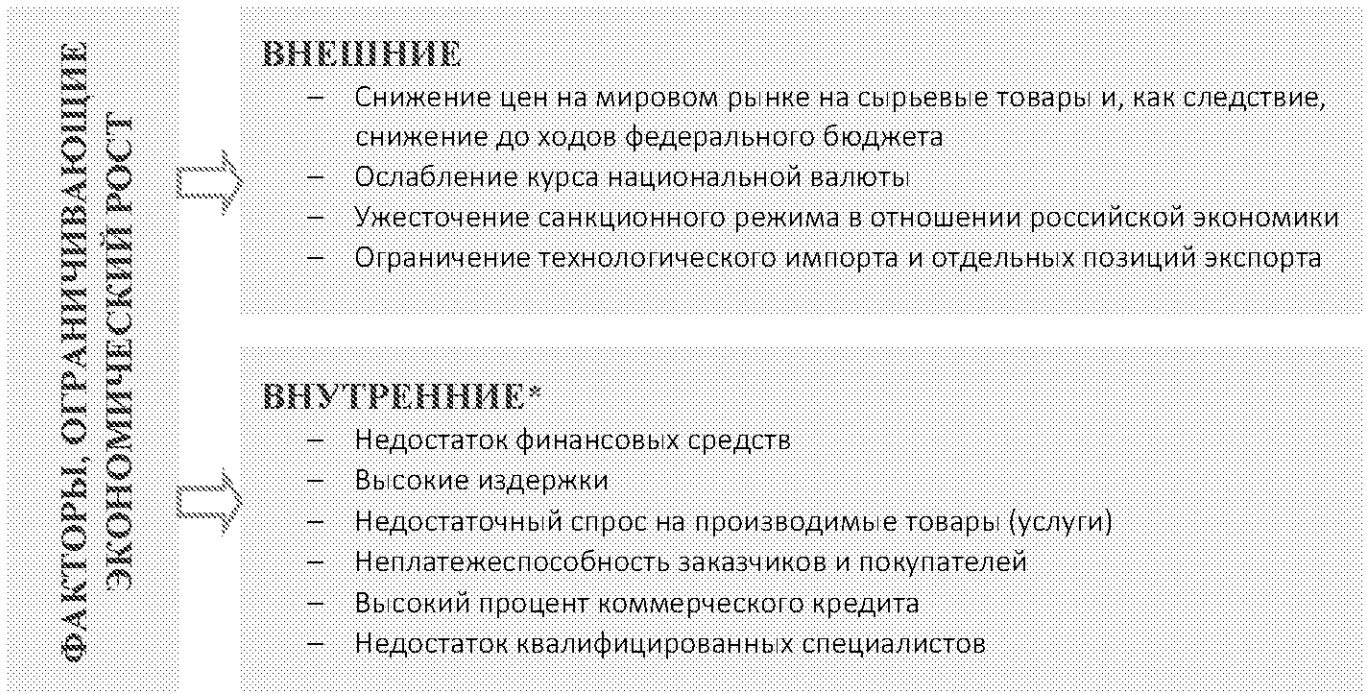 ФАКТОРЫ, ОГРАНИЧИВАЮЩИЕ
ЭКОНОМИЧЕСКИЙ РОСТ
ВНЕШНИЕ
– Снижение цен на мировом рынке на сырьевые товары и, как следствие,
снижение до ходов федерального бюджета
– Ослабление курса национальной валюты
– Ужесточение санкционного режима в отношении российской экономики
– Ограничение технологического импорта и отдельных позиций экспорта
ВНУТРЕННИЕ*
– Недостаток финансовых средств
– Высокие издержки
– Недостаточный спрос на производимые товары (услуги)
– Неплатежеспособность заказчиков и покупателей
– Высокий процент коммерческого кредита
– Недостаток квалифицированных специалистов